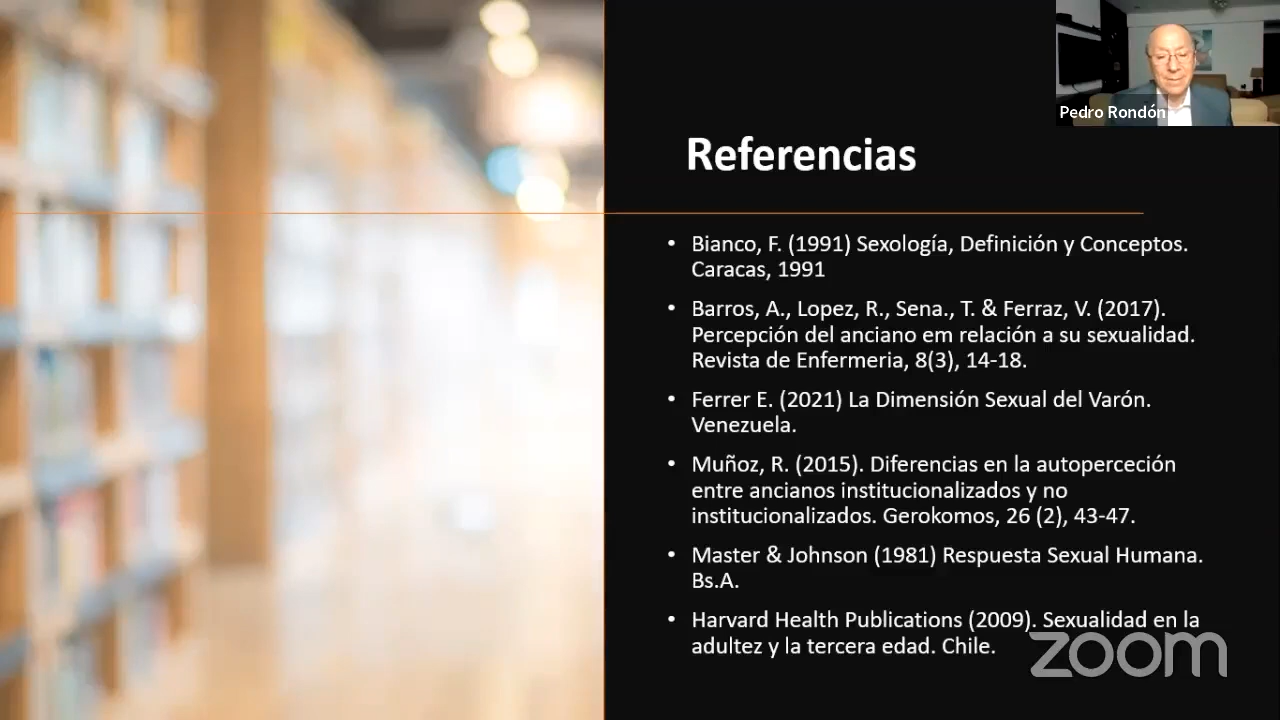 Pedro Rondón
Referencias
• Bianco, F. (1991) Sexología, Definición y Conceptos.
Caracas, 1991
• Barros, A., Lopez, R., Sena., T. & Ferraz, V. (2017).
Percepción del anciano em relación a su sexualidad.
Revista de Enfermeria, 8(3), 14-18.
• Ferrer E. (2021) La Dimensión Sexual del Varón.
Venezuela.
• Muñoz, R. (2015). Diferencias en la autoperceción
entre ancianos institucionalizados y no
institucionalizados. Gerokomos, 26 (2), 43-47.
• Master & Johnson (1981) Respuesta Sexual Humana.
Bs.A.
• Harvard Health Publications (2009). Sexualidad en la
adultez y la tercera edad. Chile.
zoom